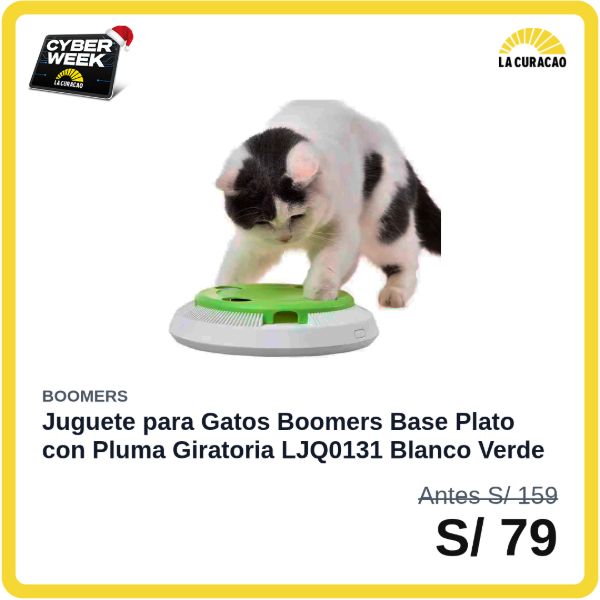 CYBER
WEEK
LA CURACAO
LA CURACAO
BOOMERS
Juguete para Gatos Boomers Base Plato
con Pluma Giratoria LJQ0131 Blanco Verde
Antes S/ 159
S/ 79